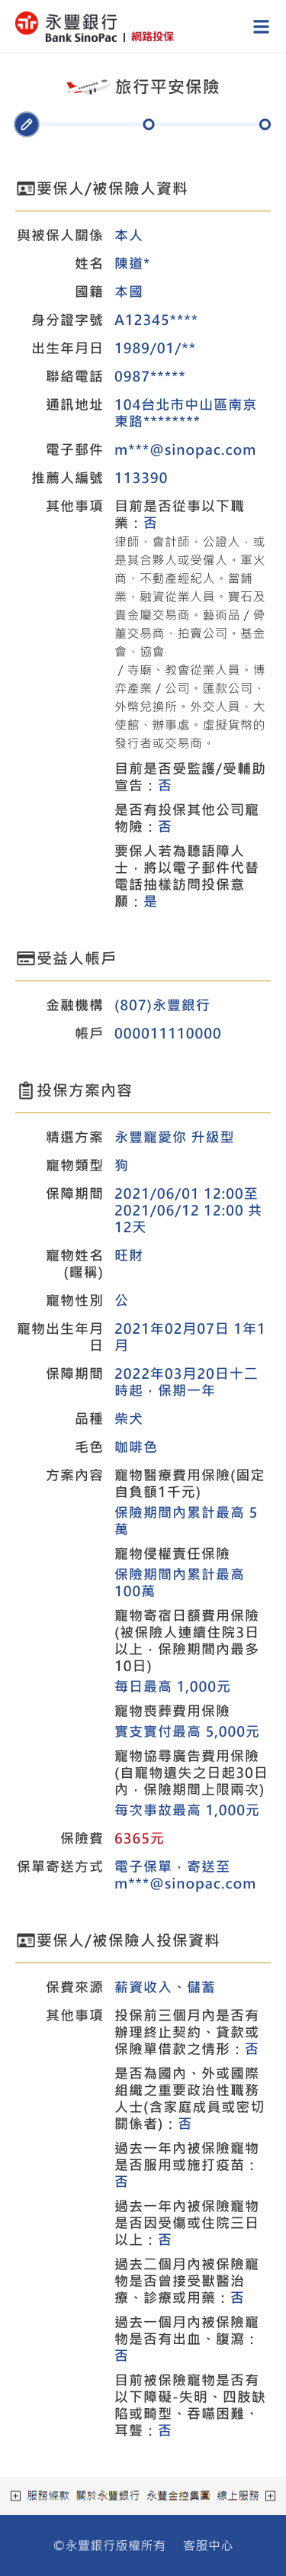 永豐銀行
Bank SinoPac | 網路投保
旅行平安保險
要保人/被保險人資料
與被保人關係 本人
姓名 陳道*
國籍 本國
身分證字號 A12345****
出生年月日 1989/01/**
聯絡電話 0987*****
通訊地址 104台北市中山區南京
東路********
電子郵件 m***@sinopac.com
推薦人編號 113390
其他事項 目前是否從事以下職
業：否
律師、會計師、公證人，或
是其合夥人或受僱人。軍火
商、不動產經紀人。當鋪
業、融資從業人員。寶石及
貴金屬交易商。藝術品 / 骨
董交易商、拍賣公司。基金
會、協會
/ 寺廟、教會從業人員。博
弈產業 / 公司。匯款公司、
外幣兌換所。外交人員、大
使館、辦事處。虛擬貨幣的
發行者或交易商。
目前是否受監護/受輔助
宣告：否
是否有投保其他公司寵
物險：否
要保人若為聽語障人
士，將以電子郵件代替
電話抽樣訪問投保意
願：是
受益人帳戶
金融機構 (807)永豐銀行
帳戶 000011110000
投保方案內容
精選方案 永豐寵愛你 升級型
寵物類型 狗
保障期間 2021/06/01 12:00至
2021/06/12 12:00 共
12天
寵物姓名 旺財
(暱稱)
寵物性別 公
寵物出生年月 2021年02月07日 1年1
日 月
保障期間 2022年03月20日十二
時起，保期一年
品種 柴犬
毛色 咖啡色
方案內容 寵物醫療費用保險(固定
自負額1千元)
保險期間內累計最高 5
萬
寵物侵權責任保險
保險期間內累計最高
100萬
寵物寄宿日額費用保險
(被保險人連續住院3日
以上，保險期間內最多
10日)
每日最高 1,000元
寵物喪葬費用保險
實支實付最高 5,000元
寵物協尋廣告費用保險
(自寵物遺失之日起30日
內，保險期間上限兩次)
每次事故最高 1,000元
保險費 6365元
保單寄送方式 電子保單，寄送至
m***@sinopac.com
要保人/被保險人投保資料
保費來源 薪資收入、儲蓄
其他事項 投保前三個月內是否有
辦理終止契約、貸款或
保險單借款之情形：否
是否為國內、外或國際
組織之重要政治性職務
人士(含家庭成員或密切
關係者)：否
過去一年內被保險寵物
是否服用或施打疫苗：
否
過去一年內被保險寵物
是否因受傷或住院三日
以上：否
過去二個月內被保險寵
物是否曾接受獸醫治
療、診療或用藥：否
過去一個月內被保險寵
物是否有出血、腹瀉：
否
目前被保險寵物是否有
以下障礙-失明、四肢缺
陷或畸型、吞嚥困難、
耳聾：否
服務條款 關於永豐銀行 永豐金控集團 線上服務
©永豐銀行版權所有 客服中心